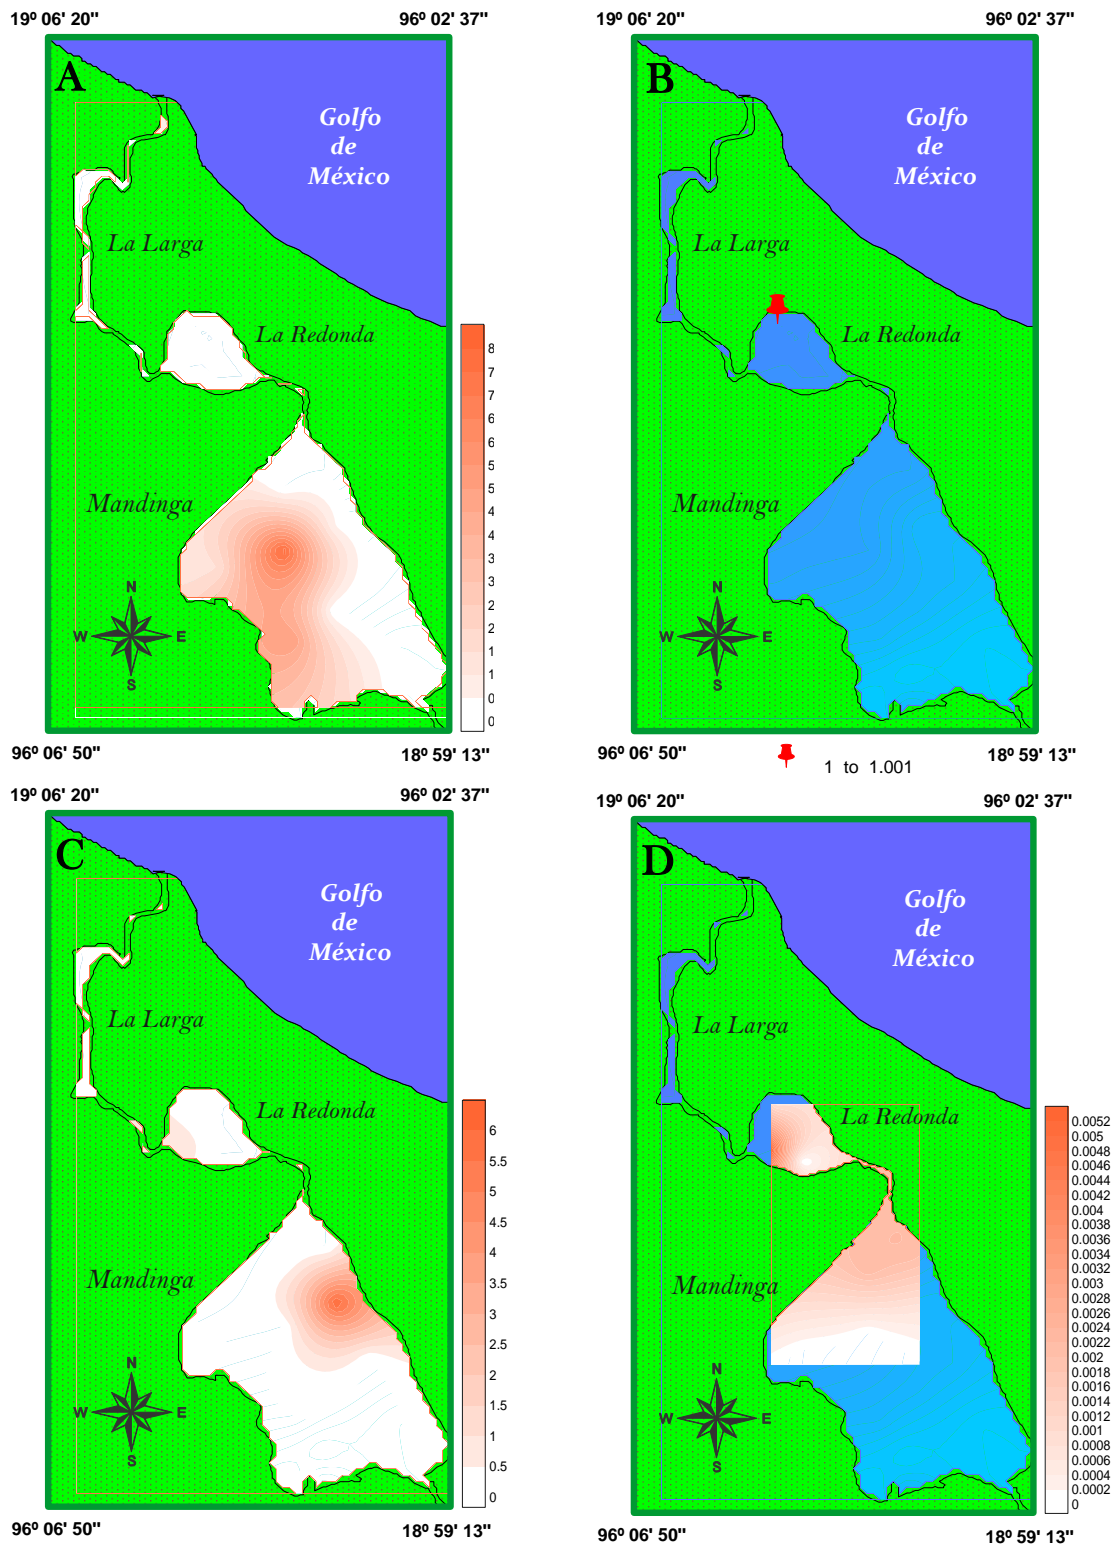 19º 06' 20"
96º 02' 37"
A
Golfo
de
México
La Larga
La Redonda
Mandinga
N
W
E
S
8
7
7
6
6
5
5
4
4
3
3
2
2
1
1
0
0
96º 06' 50"
18º 59' 13"
19º 06' 20"
96º 02' 37"
B
Golfo
de
México
La Larga
La Redonda
Mandinga
N
W
E
S
96º 06' 50"
18º 59' 13"
1 to 1.001
19º 06' 20"
96º 02' 37"
C
Golfo
de
México
La Larga
La Redonda
Mandinga
N
W
E
S
6
5.5
5
4.5
4
3.5
3
2.5
2
1.5
1
0.5
0
96º 06' 50"
18º 59' 13"
19º 06' 20"
96º 02' 37"
D
Golfo
de
México
La Larga
La Redonda
Mandinga
N
W
E
S
0.0052
0.005
0.0048
0.0046
0.0044
0.0042
0.004
0.0038
0.0036
0.0034
0.0032
0.003
0.0028
0.0026
0.0024
0.0022
0.002
0.0018
0.0016
0.0014
0.0012
0.001
0.0008
0.0006
0.0004
0.0002
0
96º 06' 50"
18º 59' 13"